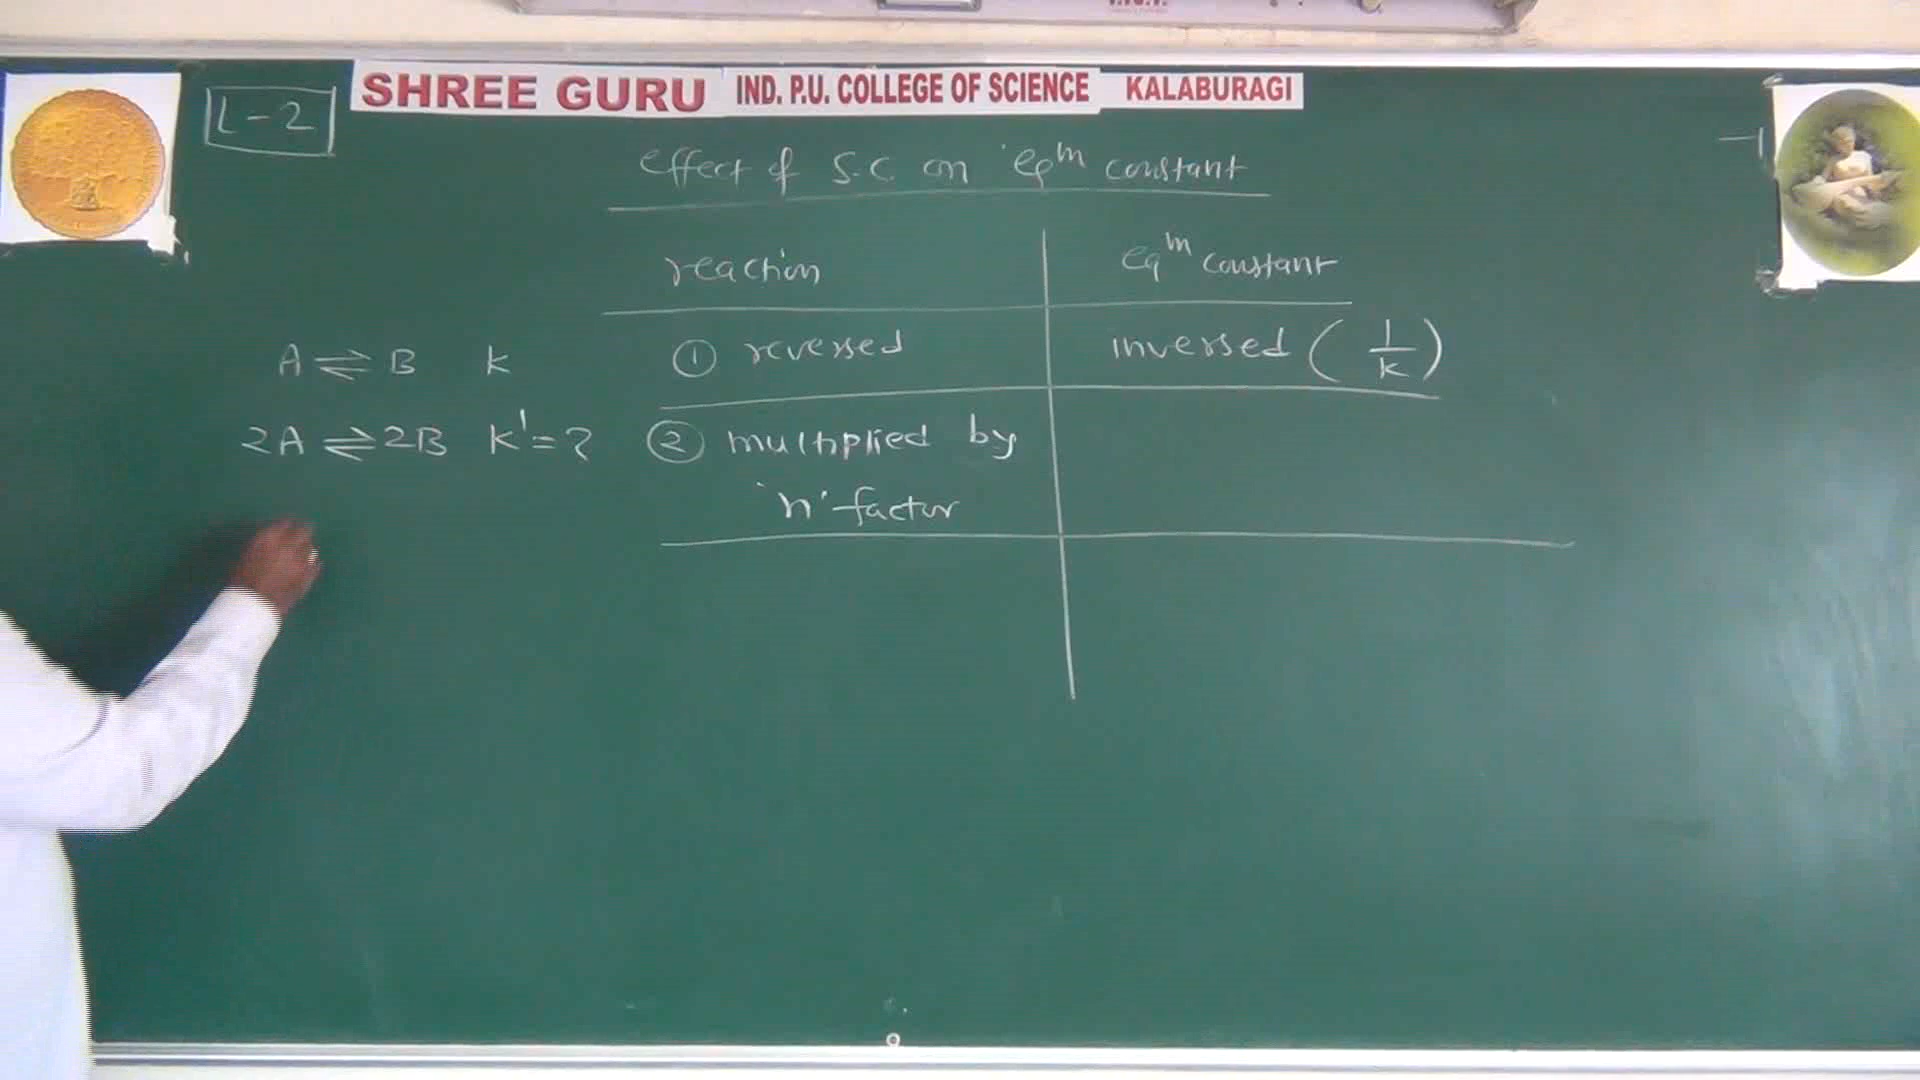 SHREE GURU IND. P.U. COLLEGE OF SCIENCE KALABURAGI
L-2
effect of S.C on eqᵐ constant
reaction eqᵐ constant
A ⇌ B K ① reversed inversed (1/K)
2A ⇌ 2B K' = ? ② multiplied by
'n'-factor